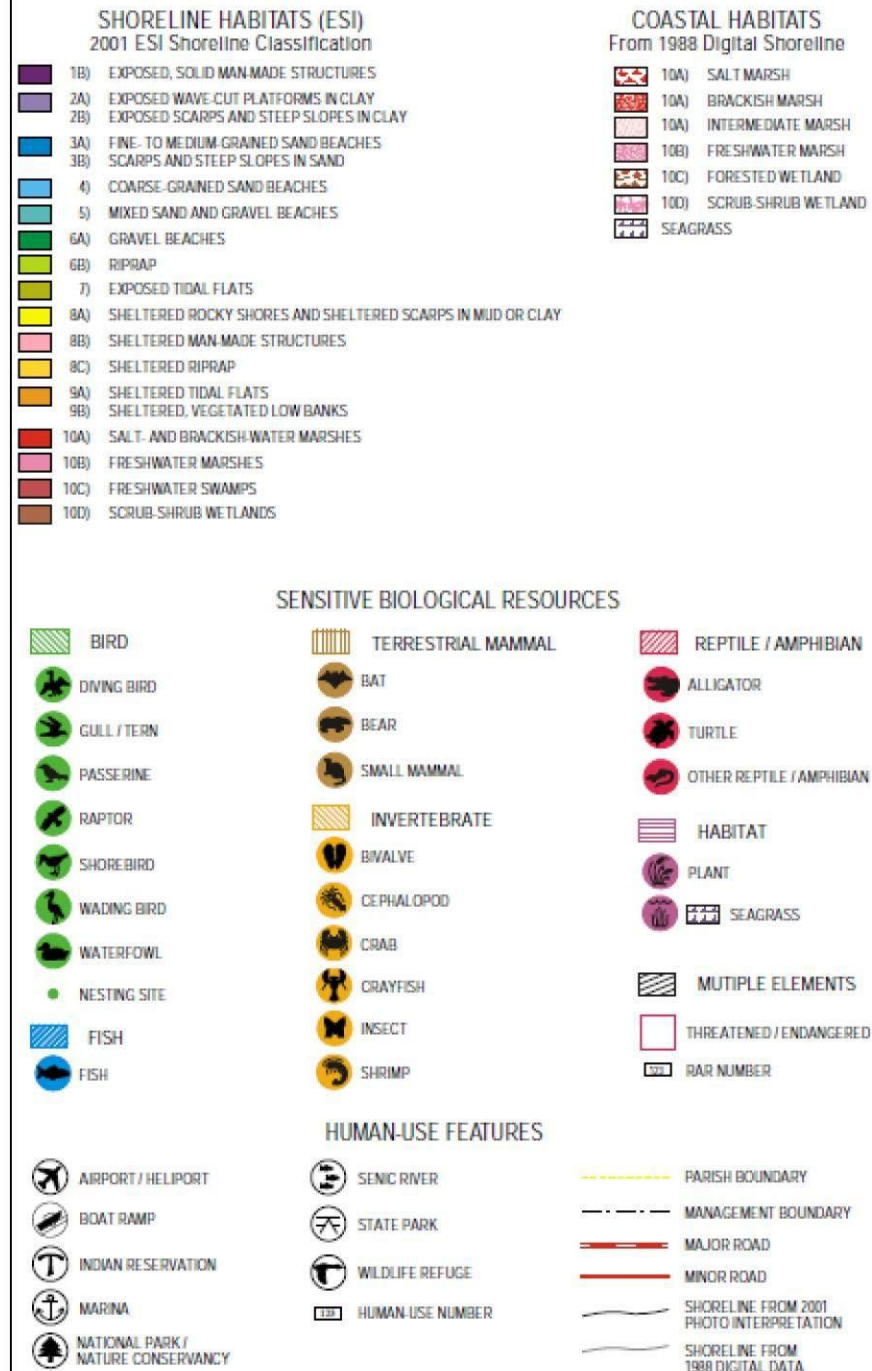 SHORELINE HABITATS (ESI)
2001 ESI Shoreline Classification
1B) EXPOSED, SOLID MAN-MADE STRUCTURES
2A) EXPOSED WAVE-CUT PLATFORMS IN CLAY
2B) EXPOSED SCARPS AND STEEP SLOPES IN CLAY
3A) FINE- TO MEDIUM-GRAINED SAND BEACHES
3B) SCARPS AND STEEP SLOPES IN SAND
4) COARSE-GRAINED SAND BEACHES
5) MIXED SAND AND GRAVEL BEACHES
6A) GRAVEL BEACHES
6B) RIPRAP
7) EXPOSED TIDAL FLATS
8A) SHELTERED ROCKY SHORES AND SHELTERED SCARPS IN MUD OR CLAY
8B) SHELTERED MAN-MADE STRUCTURES
8C) SHELTERED RIPRAP
9A) SHELTERED TIDAL FLATS
9B) SHELTERED, VEGETATED LOW BANKS
10A) SALT- AND BRACKISH-WATER MARSHES
10B) FRESHWATER MARSHES
10C) FRESHWATER SWAMPS
10D) SCRUB-SHRUB WETLANDS
COASTAL HABITATS
From 1988 Digital Shoreline
10A) SALT MARSH
10A) BRACKISH MARSH
10A) INTERMEDIATE MARSH
10B) FRESHWATER MARSH
10C) FORESTED WETLAND
10D) SCRUB-SHRUB WETLAND
SEAGRASS
SENSITIVE BIOLOGICAL RESOURCES
BIRD
DIVING BIRD
GULL / TERN
PASSERINE
RAPTOR
SHOREBIRD
WADING BIRD
WATERFOWL
NESTING SITE
FISH
FISH
TERRESTRIAL MAMMAL
BAT
BEAR
SMALL MAMMAL
INVERTEBRATE
BIVALVE
CEPHALOPOD
CRAB
CRAYFISH
INSECT
SHRIMP
REPTILE / AMPHIBIAN
ALLIGATOR
TURTLE
OTHER REPTILE / AMPHIBIAN
HABITAT
PLANT
SEAGRASS
MUTIPLE ELEMENTS
THREATENED / ENDANGERED
123 RAR NUMBER
HUMAN-USE FEATURES
AIRPORT / HELIPORT
BOAT RAMP
INDIAN RESERVATION
MARINA
NATIONAL PARK /
NATURE CONSERVANCY
SENIC RIVER
STATE PARK
WILDLIFE REFUGE
123 HUMAN-USE NUMBER
PARISH BOUNDARY
MANAGEMENT BOUNDARY
MAJOR ROAD
MINOR ROAD
SHORELINE FROM 2001
PHOTO INTERPRETATION
SHORELINE FROM
1988 DIGITAL DATA